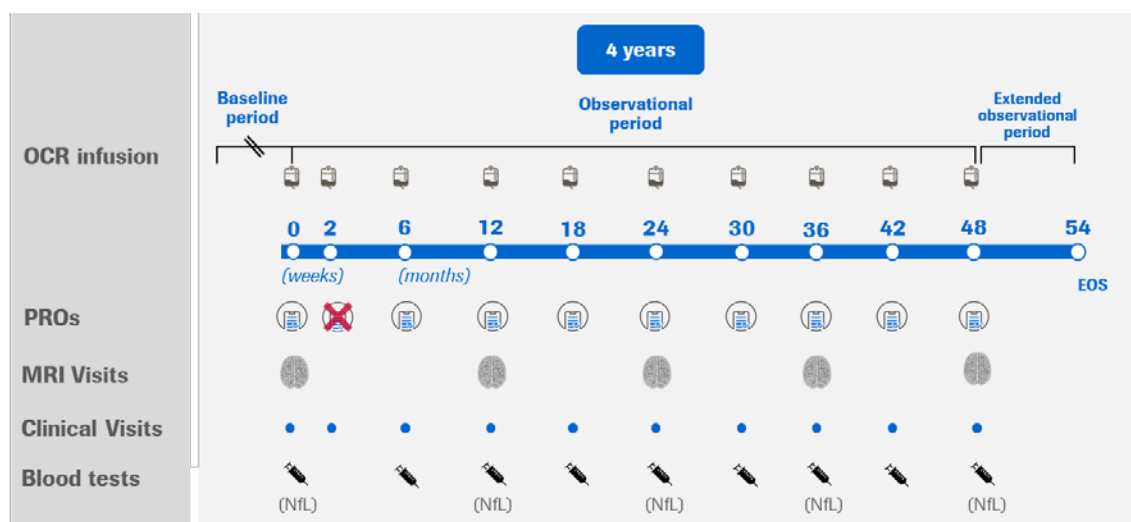 4 years
Baseline
period
Observational
period
Extended
observational
period
OCR infusion
0 2 6 12 18 24 30 36 42 48 54
(weeks) (months)
EOS
PROs
MRI Visits
Clinical Visits
Blood tests
(NfL) (NfL) (NfL) (NfL) (NfL)